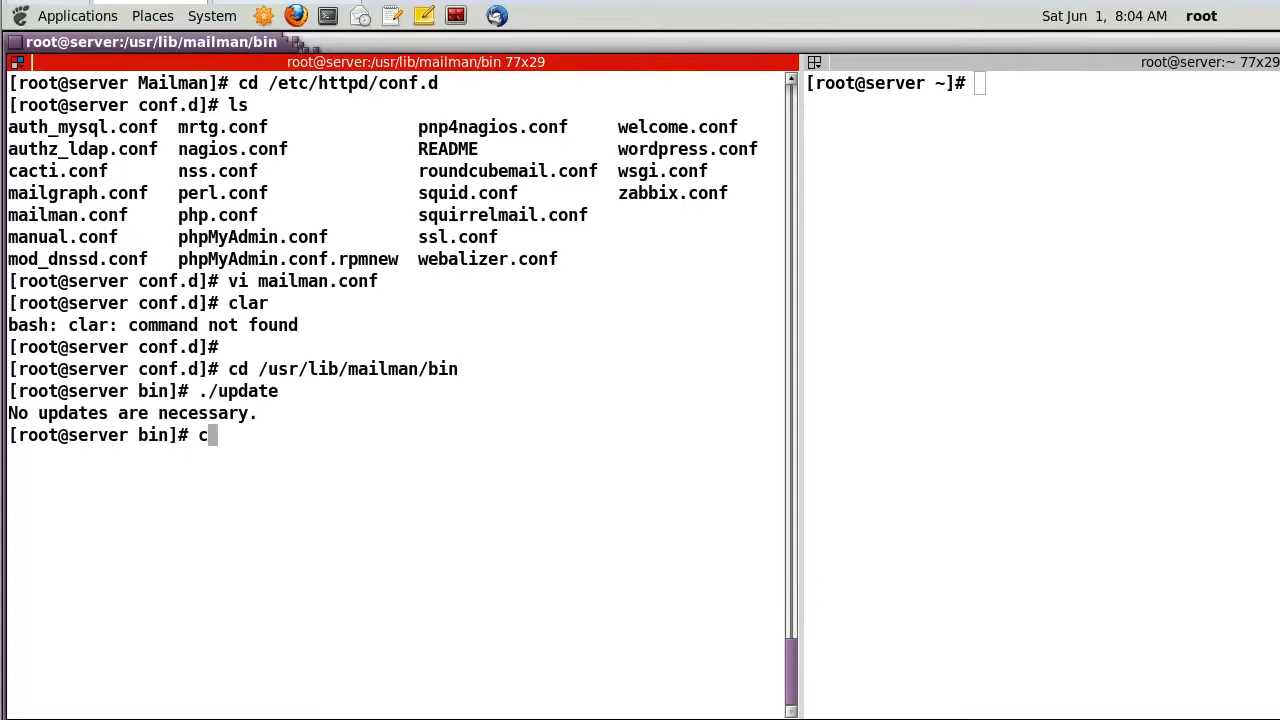 Applications Places System Sat Jun 1, 8:04 AM root
root@server:/usr/lib/mailman/bin
root@server:/usr/lib/mailman/bin 77x29
[root@server Mailman]# cd /etc/httpd/conf.d
[root@server conf.d]# ls
auth_mysql.conf mrtg.conf pnp4nagios.conf welcome.conf
authz_ldap.conf nagios.conf README wordpress.conf
cacti.conf nss.conf roundcubemail.conf wsgi.conf
mailgraph.conf perl.conf squid.conf zabbix.conf
mailman.conf php.conf squirrelmail.conf
manual.conf phpMyAdmin.conf ssl.conf
mod_dnssd.conf phpMyAdmin.conf.rpmnew webalizer.conf
[root@server conf.d]# vi mailman.conf
[root@server conf.d]# clar
bash: clar: command not found
[root@server conf.d]#
[root@server conf.d]# cd /usr/lib/mailman/bin
[root@server bin]# ./update
No updates are necessary.
[root@server bin]# c
root@server:~ 77x29
[root@server ~]#